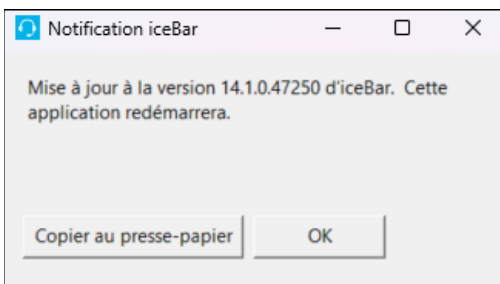 Notification iceBar
Mise à jour à la version 14.1.0.47250 d'iceBar.  Cette
application redémarrera.
Copier au presse-papier
OK